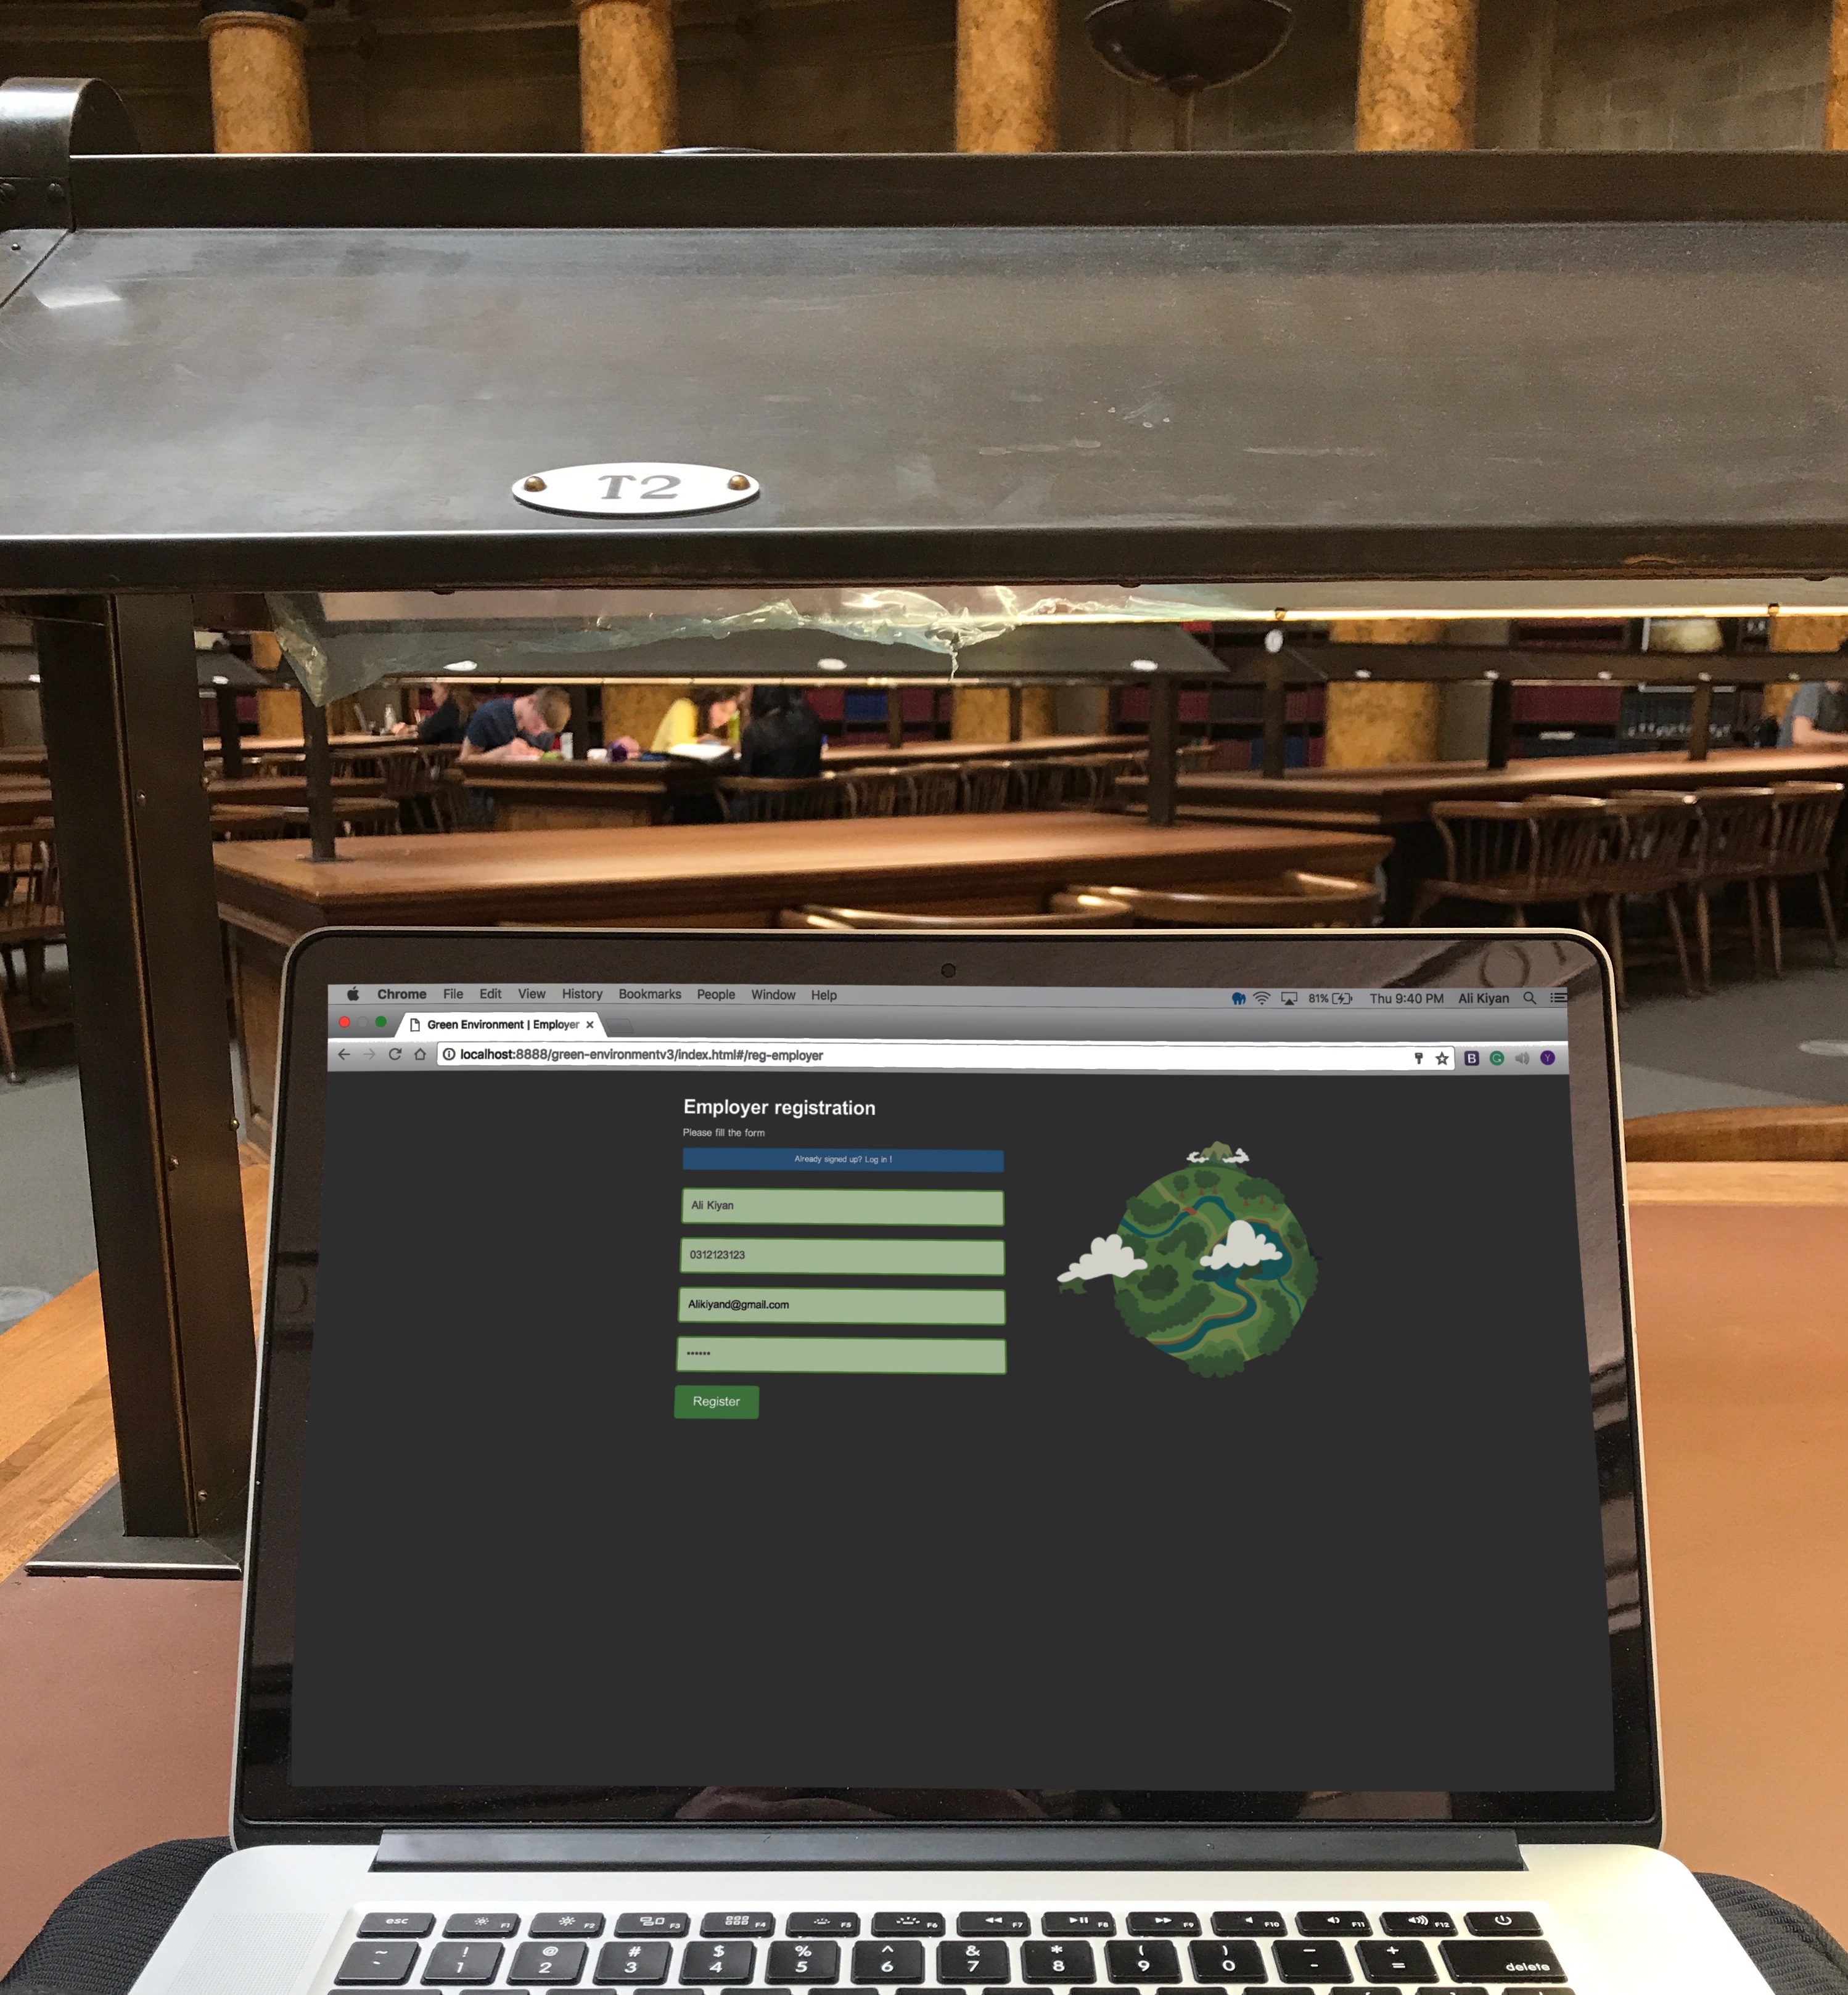 T2
Chrome File Edit View History Bookmarks People Window Help 81% Thu 9:40 PM Ali Kiyan
Green Environment | Employer
localhost:8888/green-environmentv3/index.html#/reg-employer
B Y
Employer registration
Please fill the form
Already signed up? Log in !
Ali Kiyan
0312123123
Alikiyand@gmail.com
••••••
Register
esc F1 F2 F3 F4 F5 F6 F7 F8 F9 F10 F11 F12
~ ! @ # $ % ^ & * ( ) – +
` 1 2 3 4 5 6 7 8 9 0 - = delete